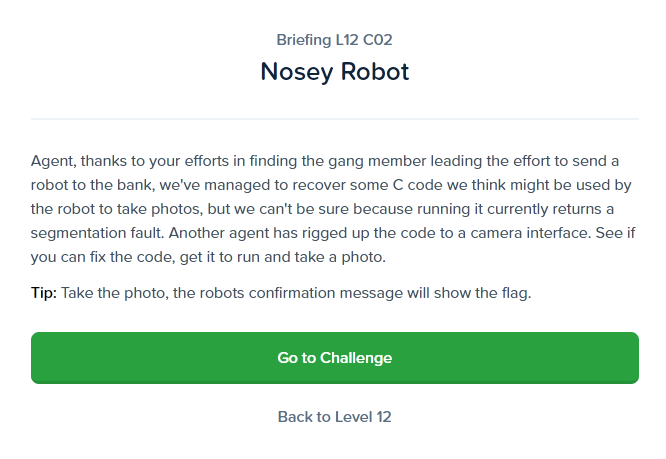 Briefing L12 C02
Nosey Robot
Agent, thanks to your efforts in finding the gang member leading the effort to send a
robot to the bank, we've managed to recover some C code we think might be used by
the robot to take photos, but we can't be sure because running it currently returns a
segmentation fault. Another agent has rigged up the code to a camera interface. See if
you can fix the code, get it to run and take a photo.
Tip: Take the photo, the robots confirmation message will show the flag.
Go to Challenge
Back to Level 12